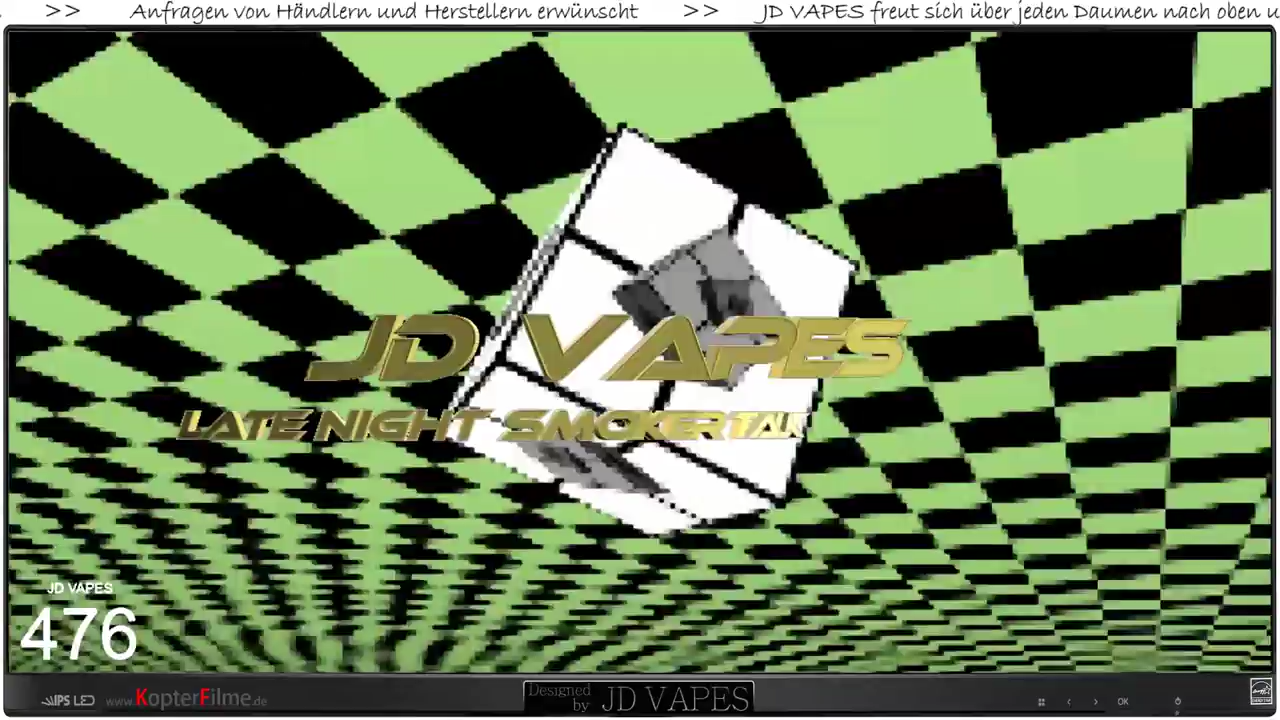 >> Anfragen von Händlern und Herstellern erwünscht >> JD VAPES freut sich über jeden Daumen nach oben u
JD VAPES
LATE NIGHT SMOKERTALK
JD VAPES
476
IPS LED www.KopterFilme.de
Designed by JD VAPES
OK